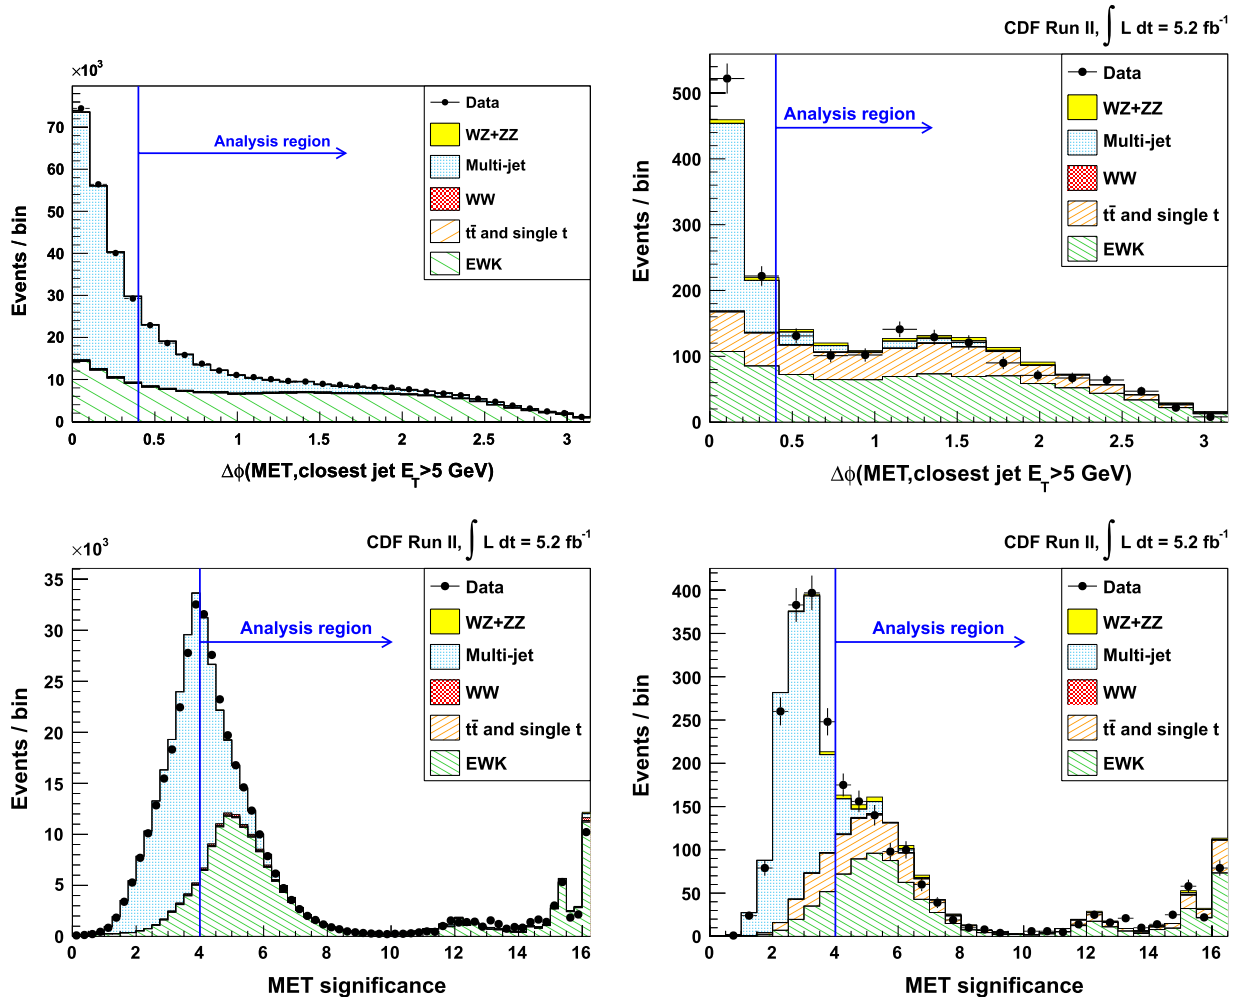 ×10³
Events / bin
70
60
50
40
30
20
10
0
0 0.5 1 1.5 2 2.5 3
Δϕ(MET,closest jet E_T>5 GeV)
Analysis region
Data
WZ+ZZ
Multi-jet
WW
tt̄ and single t
EWK
CDF Run II, ∫ L dt = 5.2 fb⁻¹
Events / bin
500
400
300
200
100
0
0 0.5 1 1.5 2 2.5 3
Δϕ(MET,closest jet E_T>5 GeV)
Analysis region
Data
WZ+ZZ
Multi-jet
WW
tt̄ and single t
EWK
CDF Run II, ∫ L dt = 5.2 fb⁻¹
×10³
Events / bin
35
30
25
20
15
10
5
0
0 2 4 6 8 10 12 14 16
MET significance
Analysis region
Data
WZ+ZZ
Multi-jet
WW
tt̄ and single t
EWK
CDF Run II, ∫ L dt = 5.2 fb⁻¹
Events / bin
400
350
300
250
200
150
100
50
0
0 2 4 6 8 10 12 14 16
MET significance
Analysis region
Data
WZ+ZZ
Multi-jet
WW
tt̄ and single t
EWK